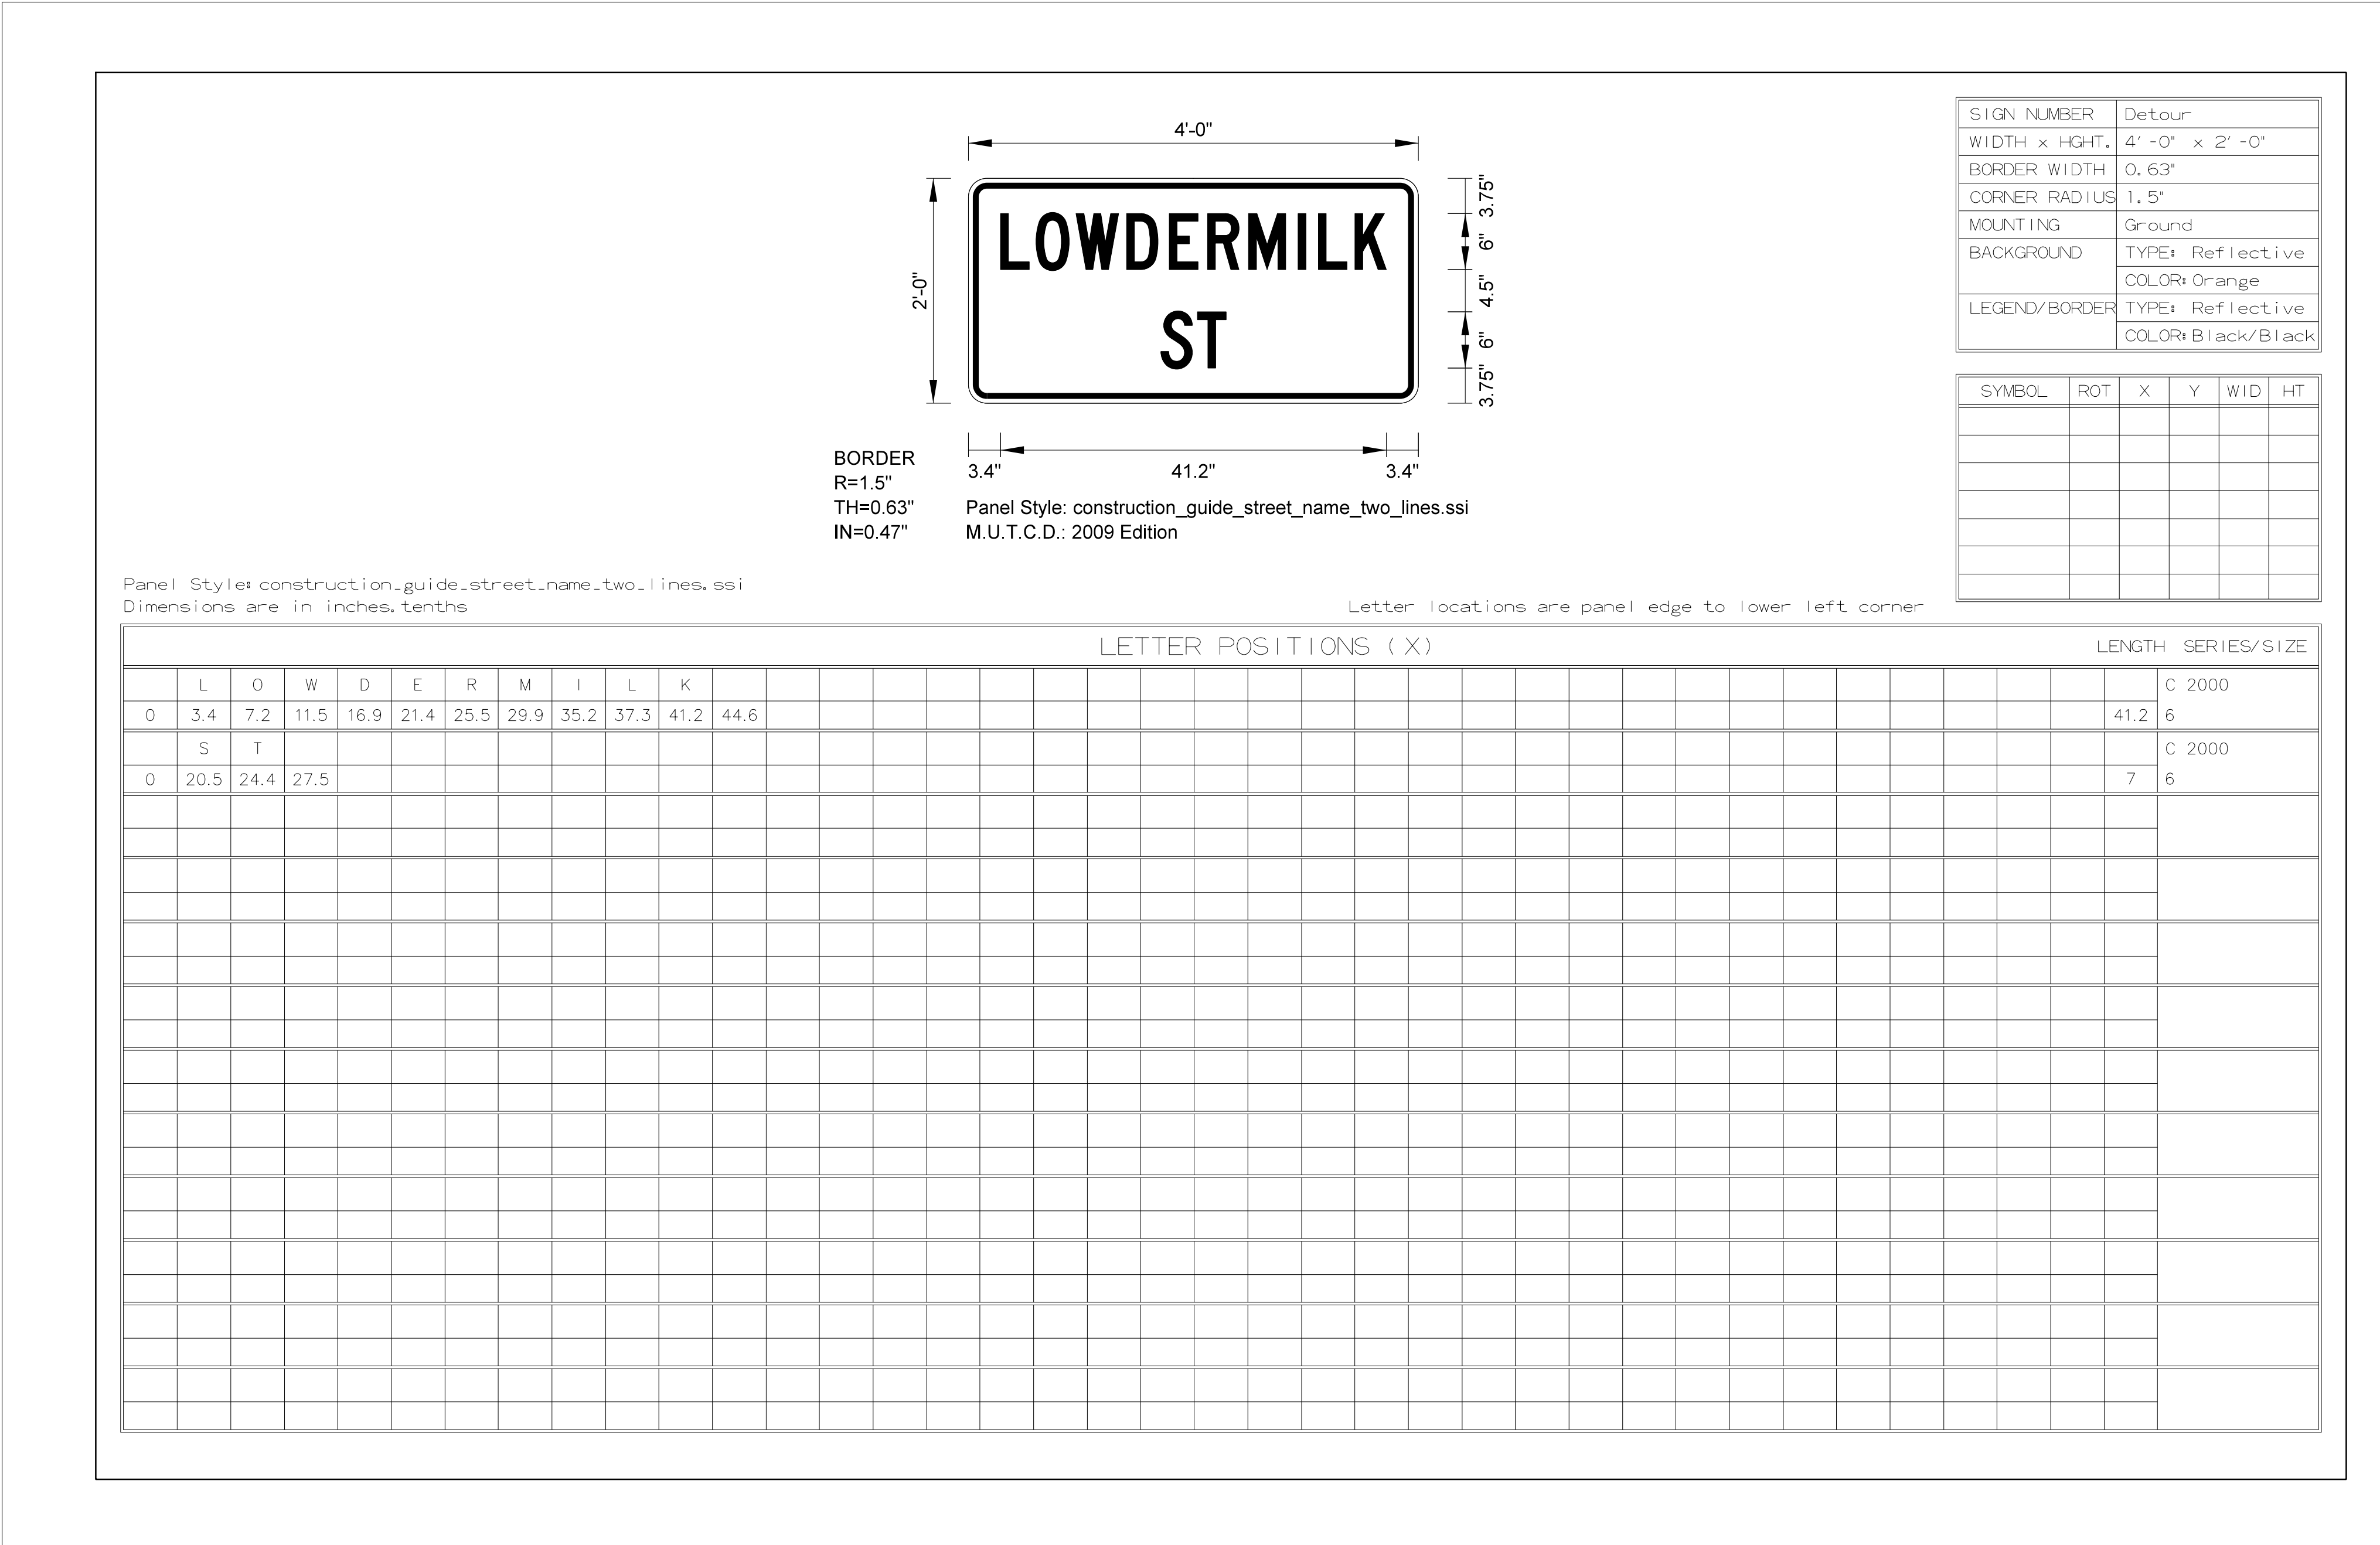 4'-0"
2'-0"
LOWDERMILK
ST
3.75"
6"
4.5"
6"
3.75"
3.4" 41.2" 3.4"
BORDER
R=1.5"
TH=0.63"
IN=0.47"
Panel Style: construction_guide_street_name_two_lines.ssi
M.U.T.C.D.: 2009 Edition
SIGN NUMBER Detour
WIDTH x HGHT. 4'-0" x 2'-0"
BORDER WIDTH 0.63"
CORNER RADIUS 1.5"
MOUNTING Ground
BACKGROUND TYPE: Reflective
COLOR: Orange
LEGEND/BORDER TYPE: Reflective
COLOR: Black/Black
SYMBOL ROT X Y WID HT
Panel Style: construction_guide_street_name_two_lines.ssi
Dimensions are in inches.tenths
Letter locations are panel edge to lower left corner
LETTER POSITIONS (X) LENGTH SERIES/SIZE
L O W D E R M I L K C 2000
0 3.4 7.2 11.5 16.9 21.4 25.5 29.9 35.2 37.3 41.2 44.6 41.2 6
S T C 2000
0 20.5 24.4 27.5 7 6